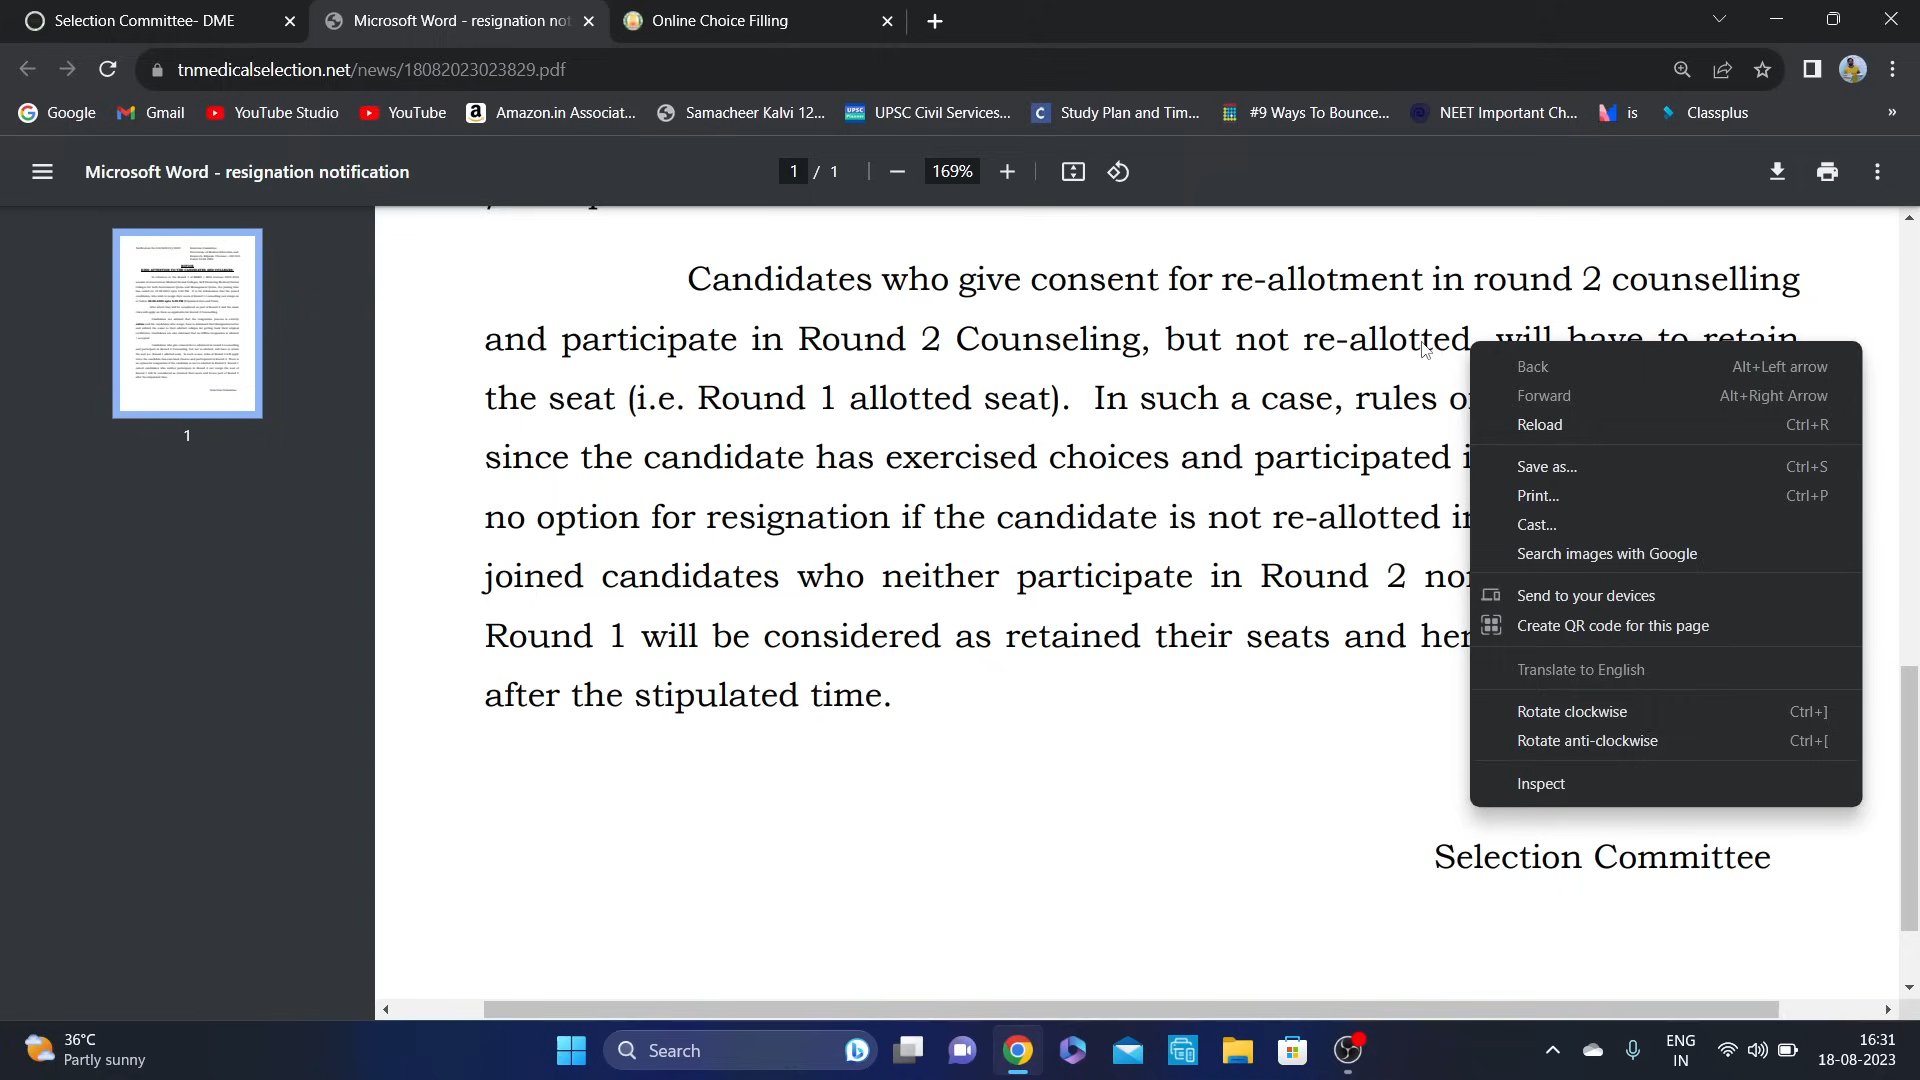 Selection Committee- DME
Microsoft Word - resignation not
Online Choice Filling
tnmedicalselection.net/news/18082023023829.pdf
Google
Gmail
YouTube Studio
YouTube
Amazon.in Associat...
Samacheer Kalvi 12...
UPSC Civil Services...
Study Plan and Tim...
#9 Ways To Bounce...
NEET Important Ch...
is
Classplus
»
Microsoft Word - resignation notification
1 / 1
169%
1
Candidates who give consent for re-allotment in round 2 counselling
and participate in Round 2 Counseling, but not re-allotted, will have to retain
the seat (i.e. Round 1 allotted seat). In such a case, rules
since the candidate has exercised choices and participated
no option for resignation if the candidate is not re-allotted
joined candidates who neither participate in Round 2
Round 1 will be considered as retained their seats and
after the stipulated time.
Selection Committee
Back Alt+Left arrow
Forward Alt+Right Arrow
Reload Ctrl+R
Save as... Ctrl+S
Print... Ctrl+P
Cast...
Search images with Google
Send to your devices
Create QR code for this page
Translate to English
Rotate clockwise Ctrl+]
Rotate anti-clockwise Ctrl+[
Inspect
36°C
Partly sunny
Search
ENG
IN
16:31
18-08-2023